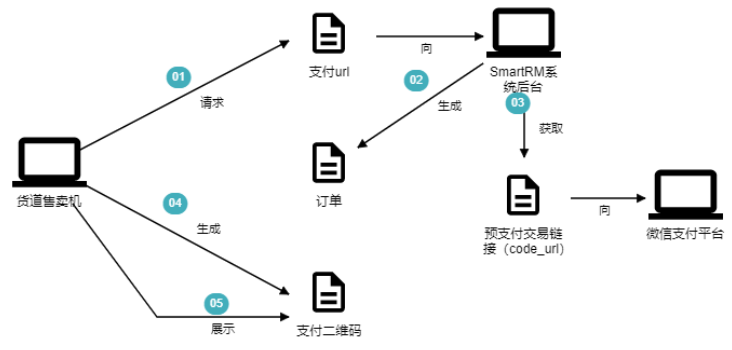 01
请求
支付url
向
SmartRM系
统后台
02
生成
订单
03
获取
预支付交易链
接（code_url）
向
微信支付平台
货道售卖机
04
生成
支付二维码
05
展示